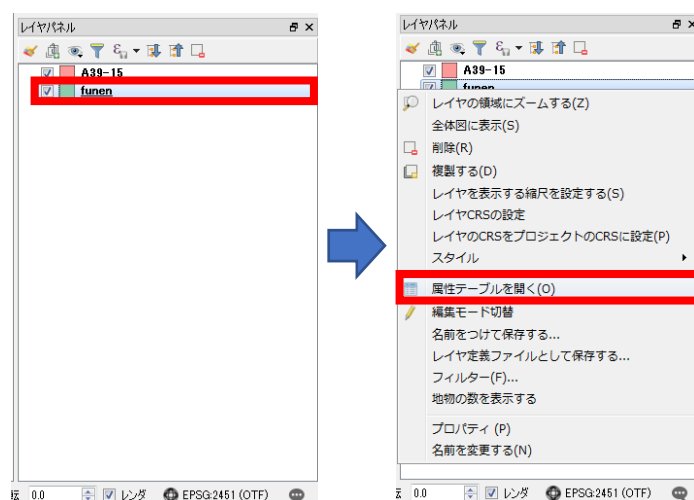 レイヤパネル
A39-15
funen
0.0
レンダ
EPSG:2451 (OTF)
レイヤパネル
A39-15
funen
レイヤの領域にズームする(Z)
全体図に表示(S)
削除(R)
複製する(D)
レイヤを表示する縮尺を設定する(S)
レイヤCRSの設定
レイヤのCRSをプロジェクトのCRSに設定(P)
スタイル
属性テーブルを開く(O)
編集モード切替
名前をつけて保存する...
レイヤ定義ファイルとして保存する...
フィルター(F)...
地物の数を表示する
プロパティ (P)
名前を変更する(N)
0.0
レンダ
EPSG:2451 (OTF)